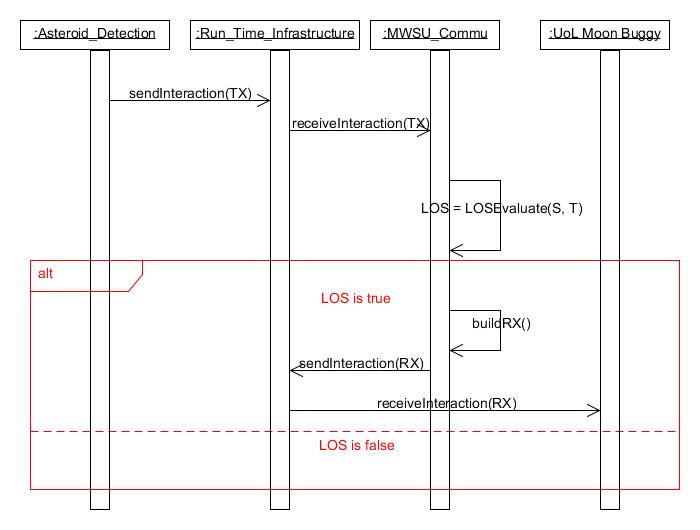 :Asteroid_Detection
:Run_Time_Infrastructure
:MWSU_Commu
:UoL Moon Buggy
sendInteraction(TX)
receiveInteraction(TX)
LOS = LOSEvaluate(S, T)
alt
LOS is true
buildRX()
sendInteraction(RX)
receiveInteraction(RX)
LOS is false